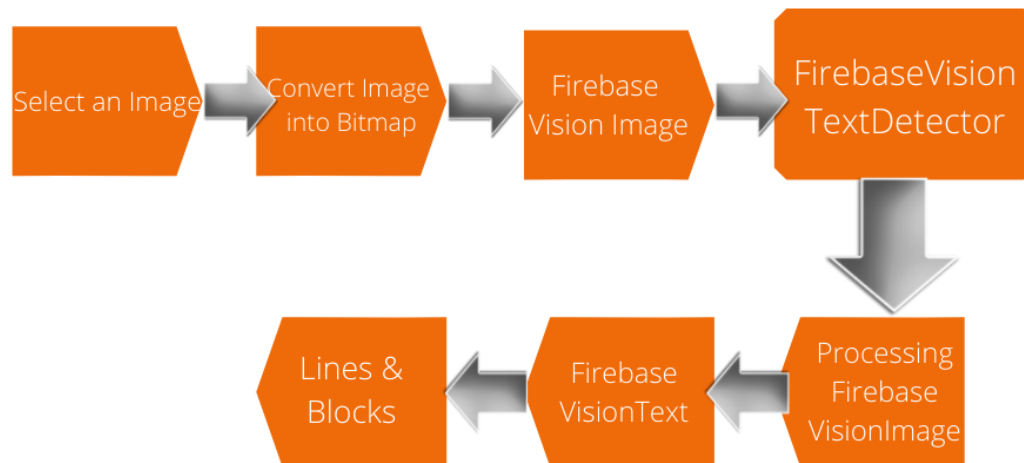 Select an Image
Convert Image
into Bitmap
Firebase
Vision Image
FirebaseVision
TextDetector
Processing
Firebase
VisionImage
Firebase
VisionText
Lines &
Blocks